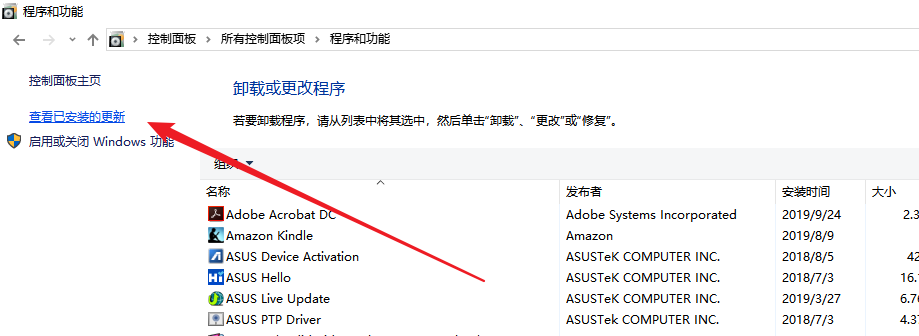 程序和功能
控制面板 > 所有控制面板项 > 程序和功能
控制面板主页
卸载或更改程序
查看已安装的更新
若要卸载程序，请从列表中将其选中，然后单击“卸载”、“更改”或“修复”。
启用或关闭 Windows 功能
组织
名称 发布者 安装时间 大小
Adobe Acrobat DC Adobe Systems Incorporated 2019/9/24 2.3
Amazon Kindle Amazon 2019/8/9
ASUS Device Activation ASUSTeK COMPUTER INC. 2018/8/5 42
ASUS Hello ASUSTeK COMPUTER INC. 2018/7/3 16.
ASUS Live Update ASUSTeK COMPUTER INC. 2019/3/27 6.7
ASUS PTP Driver ASUSTek COMPUTER INC. 2018/7/3 4.3